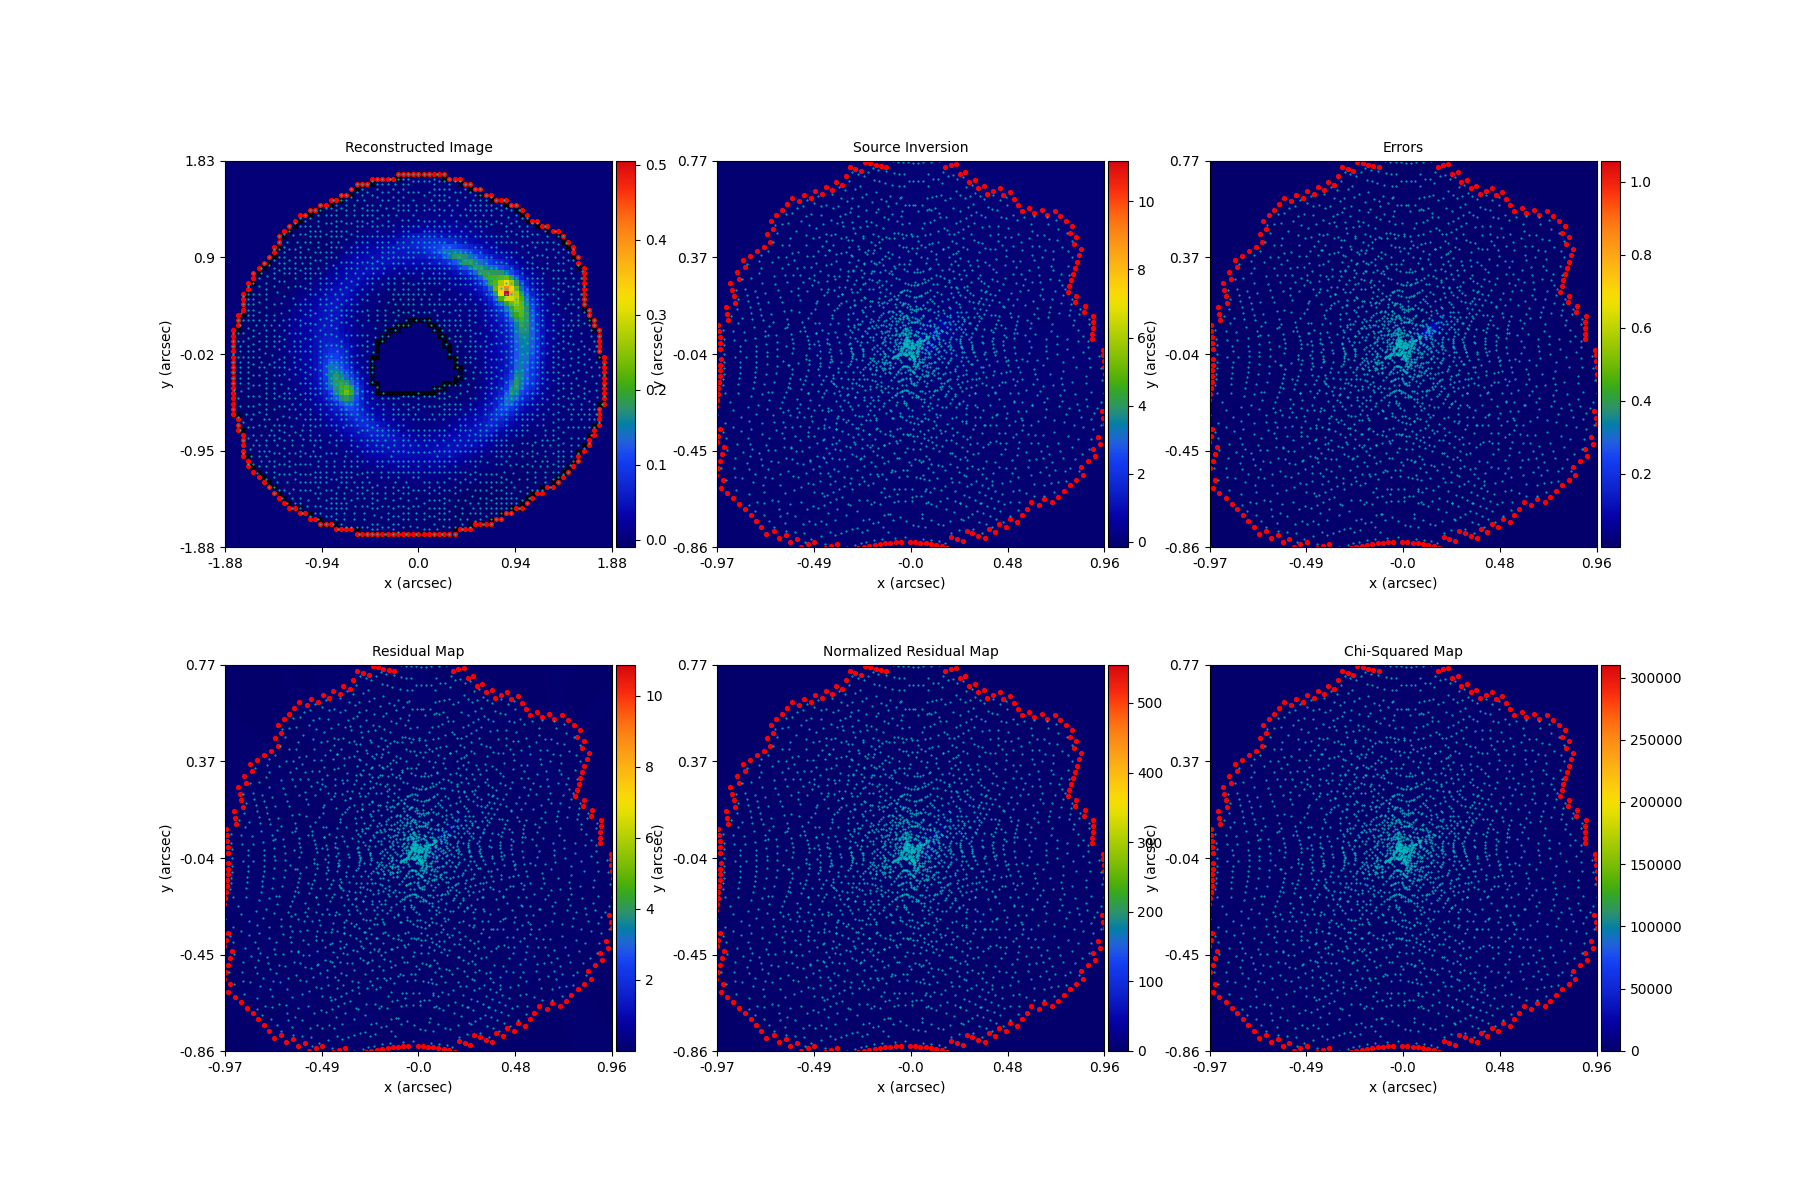 Reconstructed Image
1.83
0.9
-0.02
-0.95
-1.88
y (arcsec)
-1.88 -0.94 0.0 0.94 1.88
x (arcsec)
0.5
0.4
0.3
0.2
0.1
0.0
Source Inversion
0.77
0.37
-0.04
-0.45
-0.86
y (arcsec)
-0.97 -0.49 -0.0 0.48 0.96
x (arcsec)
10
8
6
4
2
0
Errors
0.77
0.37
-0.04
-0.45
-0.86
y (arcsec)
-0.97 -0.49 -0.0 0.48 0.96
x (arcsec)
1.0
0.8
0.6
0.4
0.2
Residual Map
0.77
0.37
-0.04
-0.45
-0.86
y (arcsec)
-0.97 -0.49 -0.0 0.48 0.96
x (arcsec)
10
8
6
4
2
Normalized Residual Map
0.77
0.37
-0.04
-0.45
-0.86
y (arcsec)
-0.97 -0.49 -0.0 0.48 0.96
x (arcsec)
500
400
300
200
100
0
Chi-Squared Map
0.77
0.37
-0.04
-0.45
-0.86
y (arcsec)
-0.97 -0.49 -0.0 0.48 0.96
x (arcsec)
300000
250000
200000
150000
100000
50000
0